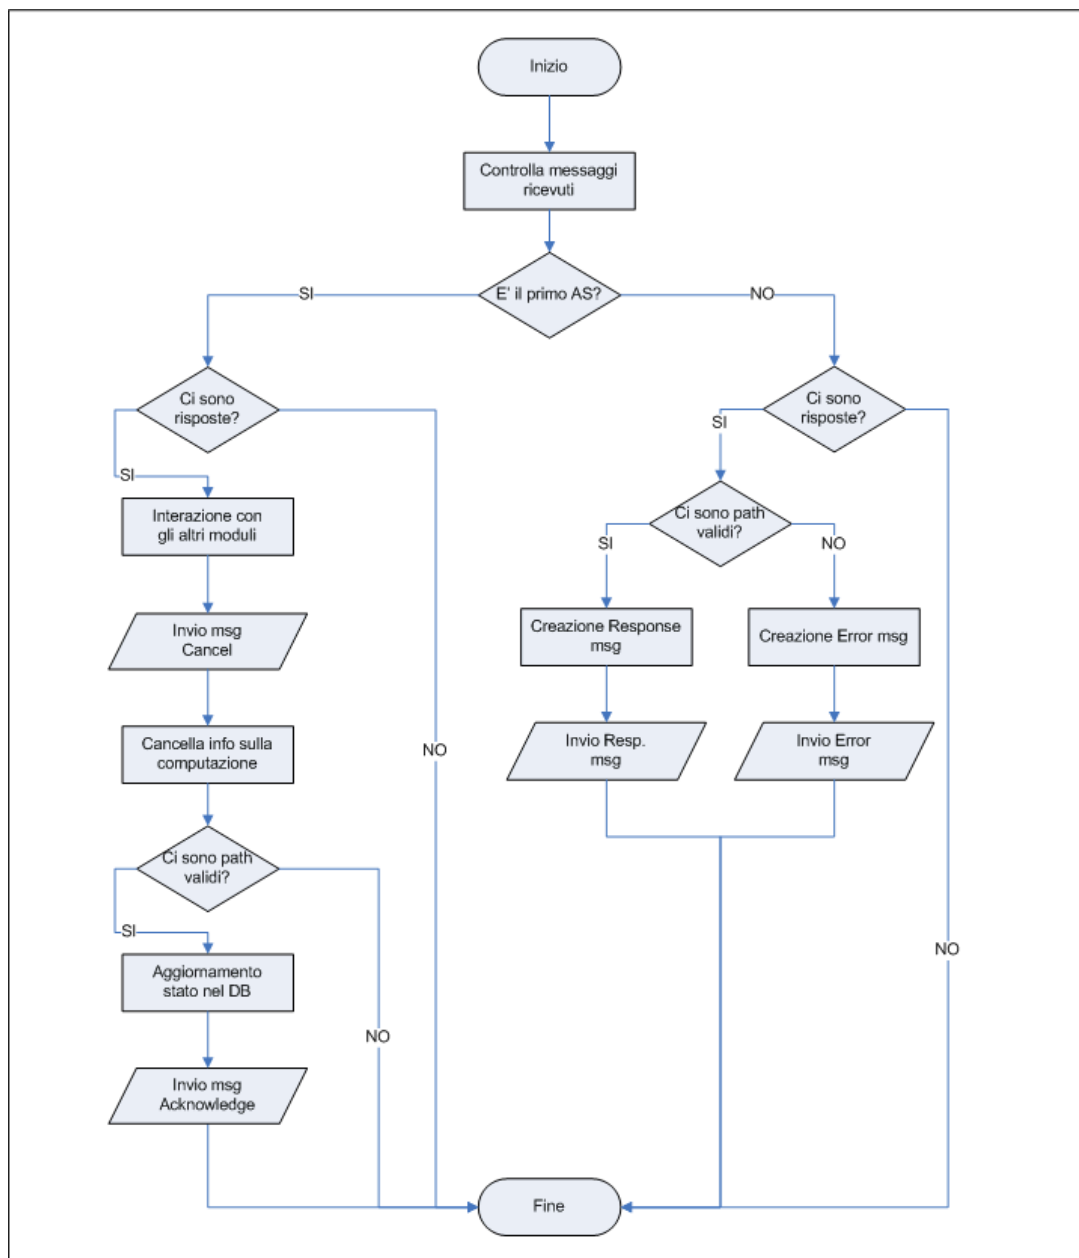 Inizio
Controlla messaggi
ricevuti
E' il primo AS?
SI
NO
Ci sono
risposte?
Ci sono
risposte?
SI
SI
Interazione con
gli altri moduli
Ci sono path
validi?
SI
NO
Invio msg
Cancel
Creazione Response
msg
Creazione Error msg
Cancella info sulla
computazione
NO
Invio Resp.
msg
Invio Error
msg
Ci sono path
validi?
SI
NO
Aggiornamento
stato nel DB
NO
Invio msg
Acknowledge
Fine